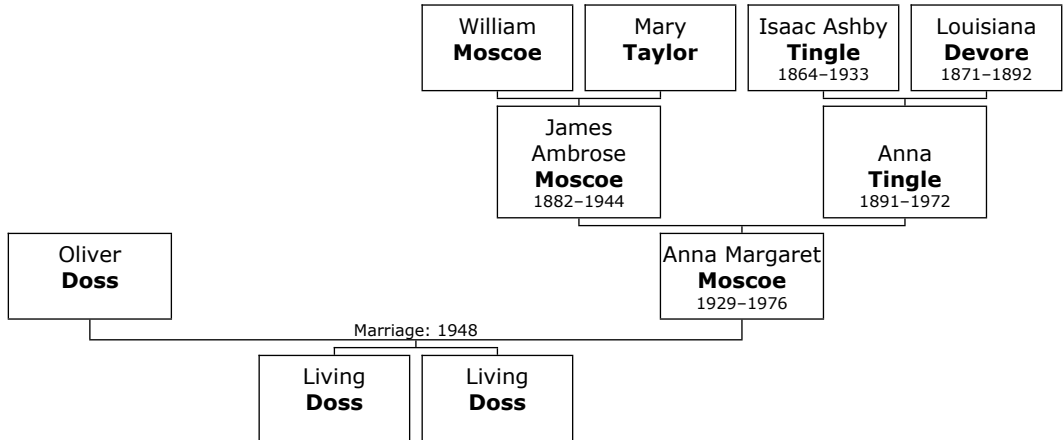 William
Moscoe
Mary
Taylor
Isaac Ashby
Tingle
1864–1933
Louisiana
Devore
1871–1892
James
Ambrose
Moscoe
1882–1944
Anna
Tingle
1891–1972
Oliver
Doss
Anna Margaret
Moscoe
1929–1976
Marriage: 1948
Living
Doss
Living
Doss